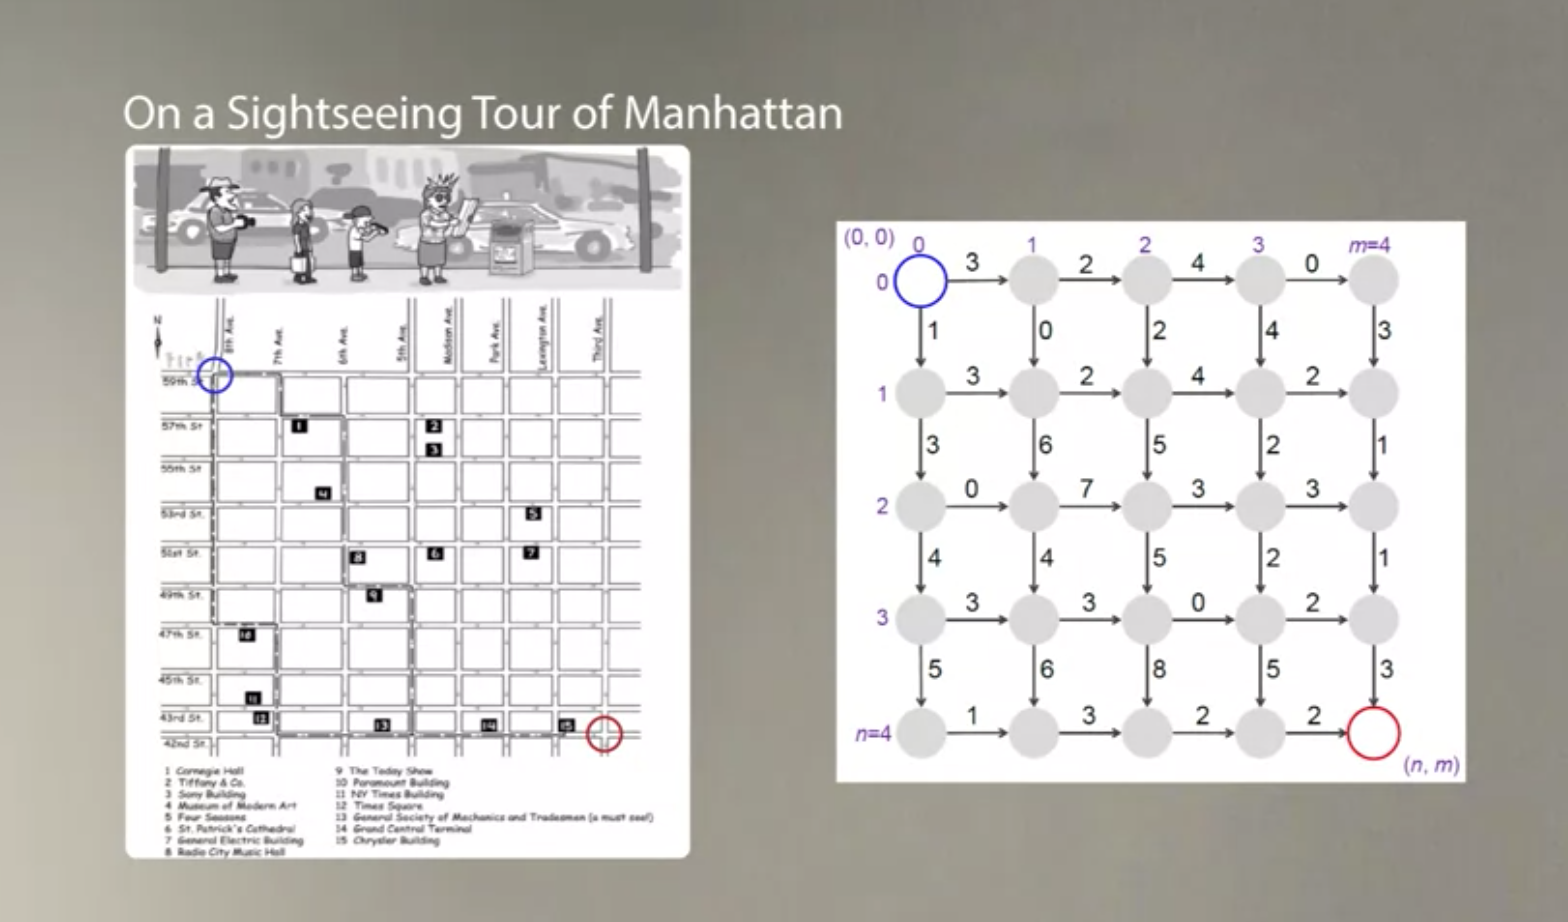 On a Sightseeing Tour of Manhattan
N
8th Ave.
7th Ave.
6th Ave.
5th Ave.
Madison Ave.
Park Ave.
Lexington Ave.
Third Ave.
59th St
57th St
1
2
3
55th St
4
53rd St.
5
51st St.
8
6
7
49th St.
9
47th St.
10
45th St.
11
43rd St.
12
13
14
15
42nd St.
1 Carnegie Hall
2 Tiffany & Co.
3 Sony Building
4 Museum of Modern Art
5 Four Seasons
6 St. Patrick's Cathedral
7 General Electric Building
8 Radio City Music Hall
9 The Today Show
10 Paramount Building
11 NY Times Building
12 Times Square
13 General Society of Mechanics and Tradesmen (a must see!)
14 Grand Central Terminal
15 Chrysler Building
(0, 0) 0 1 2 3 m=4
0 3 2 4 0
1 0 2 4 3
1 3 2 4 2
3 6 5 2 1
2 0 7 3 3
4 4 5 2 1
3 3 3 0 2
5 6 8 5 3
n=4 1 3 2 2
(n, m)